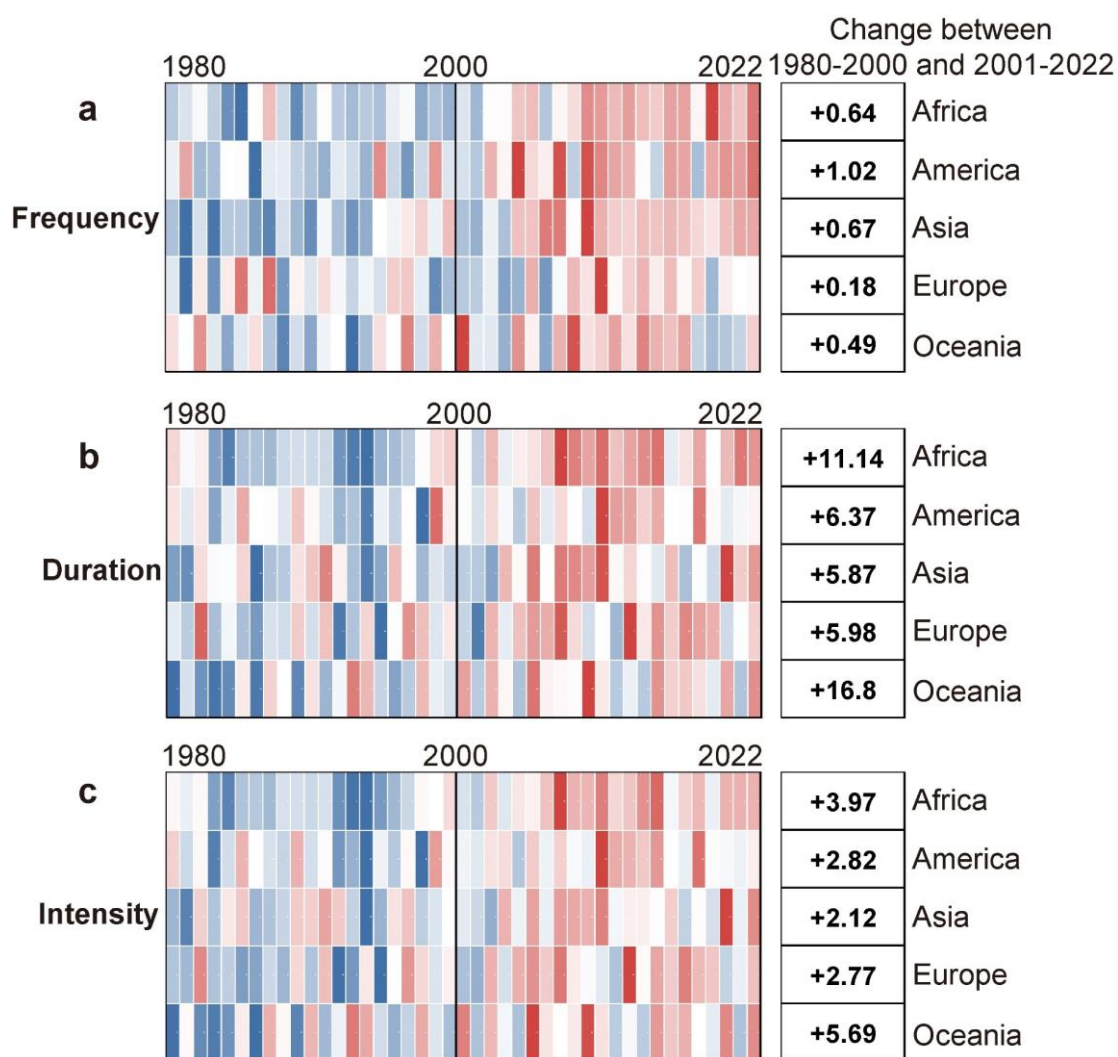 Change between
1980 2000 2022 1980-2000 and 2001-2022
a
Frequency
+0.64 Africa
+1.02 America
+0.67 Asia
+0.18 Europe
+0.49 Oceania
1980 2000 2022
b
Duration
+11.14 Africa
+6.37 America
+5.87 Asia
+5.98 Europe
+16.8 Oceania
1980 2000 2022
c
Intensity
+3.97 Africa
+2.82 America
+2.12 Asia
+2.77 Europe
+5.69 Oceania